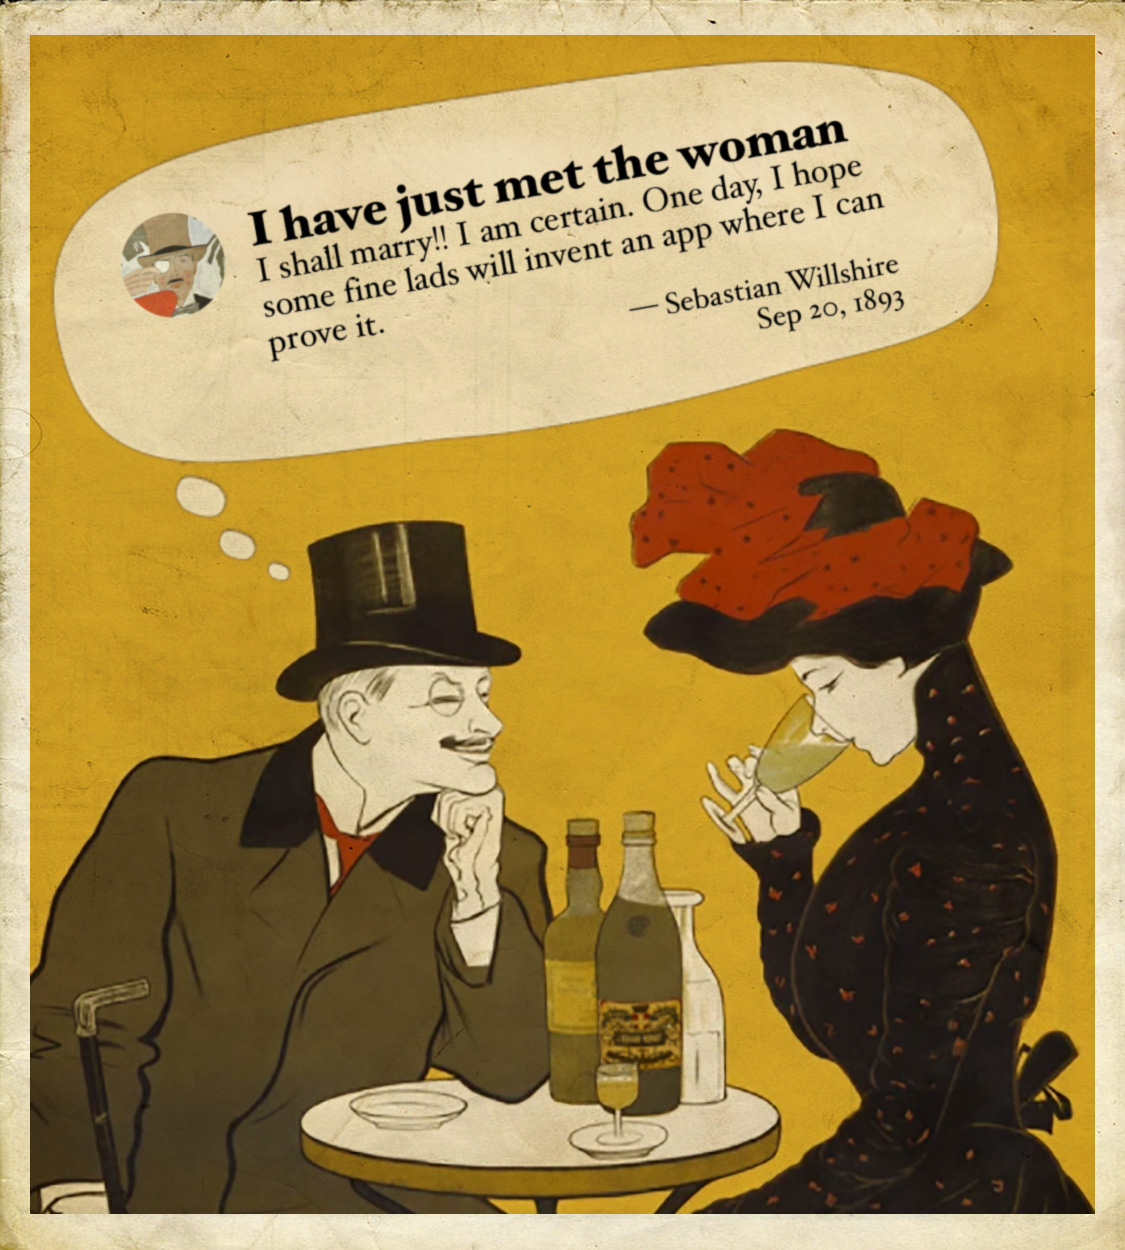 I have just met the woman
I shall marry!! I am certain. One day, I hope
some fine lads will invent an app where I can
prove it.
— Sebastian Willshire
Sep 20, 1893